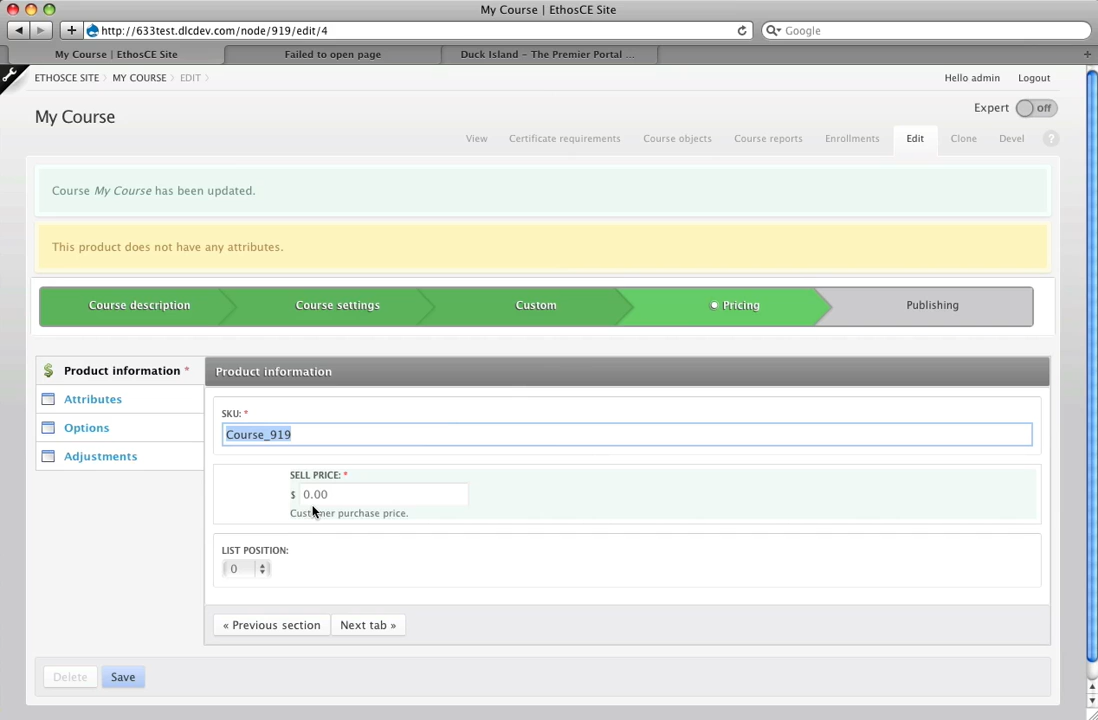 My Course | EthosCE Site
http://633test.dlcdev.com/node/919/edit/4
Google
My Course | EthosCE Site
Failed to open page
Duck Island – The Premier Portal ...
ETHOSCE SITE MY COURSE EDIT
Hello admin Logout
My Course
Expert off
View Certificate requirements Course objects Course reports Enrollments Edit Clone Devel ?
Course My Course has been updated.
This product does not have any attributes.
Course description Course settings Custom Pricing Publishing
Product information *
Attributes
Options
Adjustments
Product information
SKU: *
Course_919
SELL PRICE: *
$ 0.00
Customer purchase price.
LIST POSITION:
0
« Previous section Next tab »
Delete Save